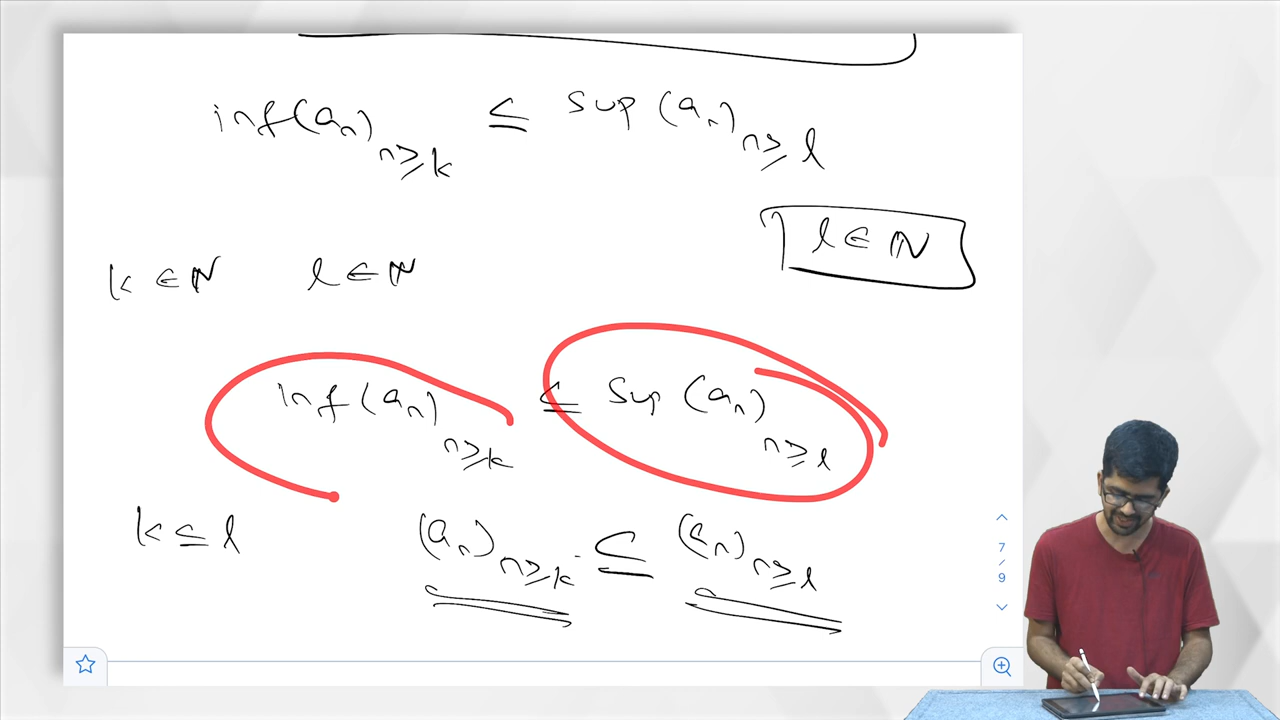 inf(aₙ)ₙ≥ₖ ≤ sup(aₙ)ₙ≥ₗ
l ∈ ℕ
k ∈ ℕ l ∈ ℕ
inf(aₙ)ₙ≥ₖ ≤ sup(aₙ)ₙ≥ₗ
k ≤ l (aₙ)ₙ≥ₖ ⊆ (aₙ)ₙ≥ₗ
7
/
9